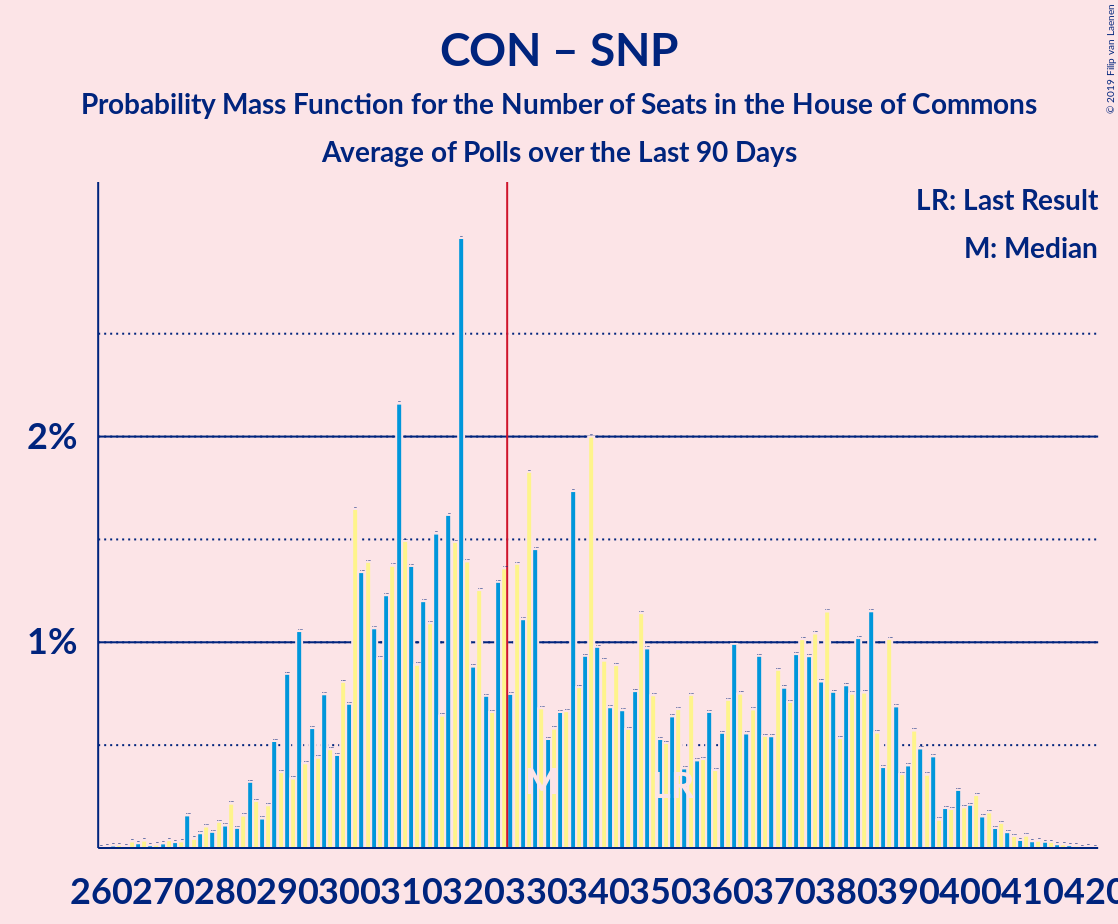 CON – SNP
Probability Mass Function for the Number of Seats in the House of Commons
Average of Polls over the Last 90 Days
© 2019 Filip van Laenen
LR: Last Result
M: Median
2%
1%
M LR
260 270 280 290 300 310 320 330 340 350 360 370 380 390 400 410 420